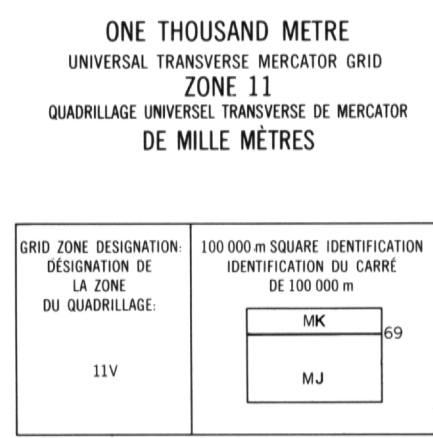 ONE THOUSAND METRE
UNIVERSAL TRANSVERSE MERCATOR GRID
ZONE 11
QUADRILLAGE UNIVERSEL TRANSVERSE DE MERCATOR
DE MILLE MÈTRES
GRID ZONE DESIGNATION:
DÉSIGNATION DE
LA ZONE
DU QUADRILLAGE:
11V
100 000 m SQUARE IDENTIFICATION
IDENTIFICATION DU CARRÉ
DE 100 000 m
MK
69
MJ